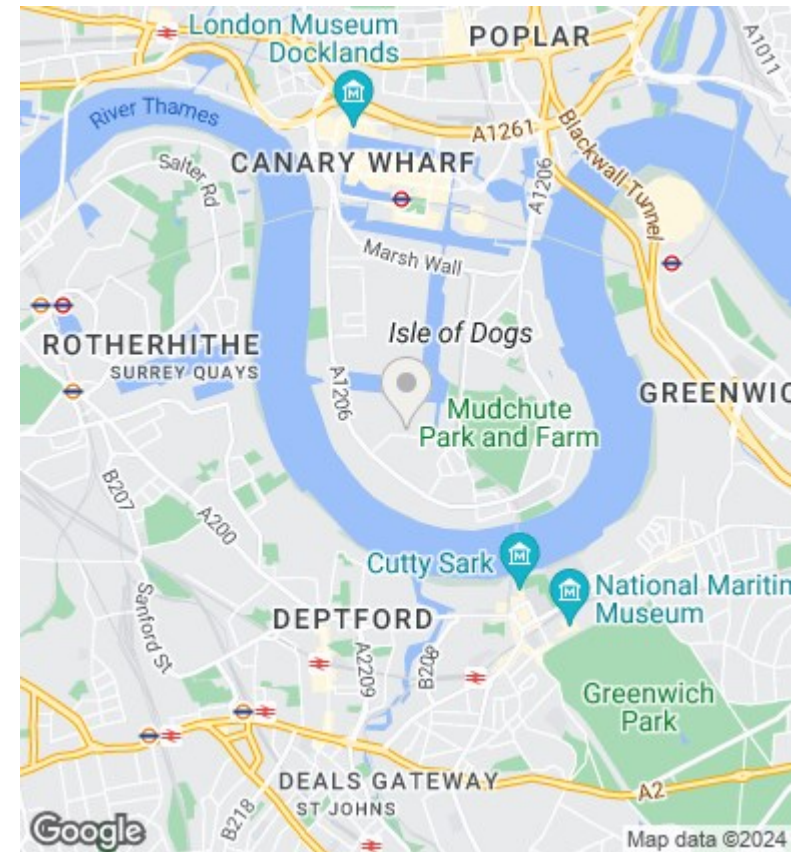 London Museum
Docklands
POPLAR
A1011
River Thames
A1261
Blackwall Tunnel
Salter Rd
CANARY WHARF
A1206
Marsh Wall
Isle of Dogs
ROTHERHITHE
SURREY QUAYS
A1206
GREENWIC
Mudchute
Park and Farm
B207
A200
Cutty Sark
National Maritim
Museum
Sanford St
DEPTFORD
A2209
B208
Greenwich
Park
DEALS GATEWAY
A2
ST JOHNS
B218
Google
Map data ©2024